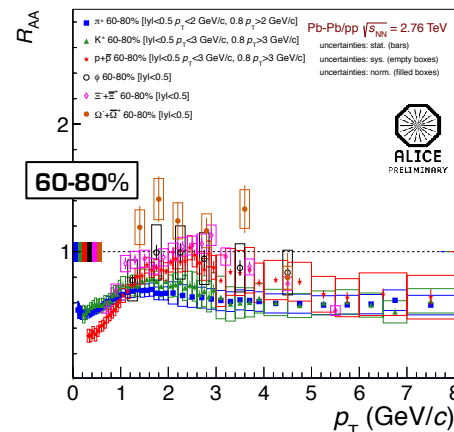 R_AA
π± 60-80% [|y|<0.5 p_T<2 GeV/c, 0.8 p_T>2 GeV/c]
K± 60-80% [|y|<0.5 p_T<3 GeV/c, 0.8 p_T>3 GeV/c]
p+p̄ 60-80% [|y|<0.5 p_T<3 GeV/c, 0.8 p_T>3 GeV/c]
ϕ 60-80% [|y|<0.5]
Ξ⁻+Ξ̄⁺ 60-80% [|y|<0.5]
Ω⁻+Ω̄⁺ 60-80% [|y|<0.5]
Pb-Pb/pp √s_NN = 2.76 TeV
uncertainties: stat. (bars)
uncertainties: sys. (empty boxes)
uncertainties: norm. (filled boxes)
ALICE
PRELIMINARY
60-80%
2
1
0 1 2 3 4 5 6 7 8
p_T (GeV/c)